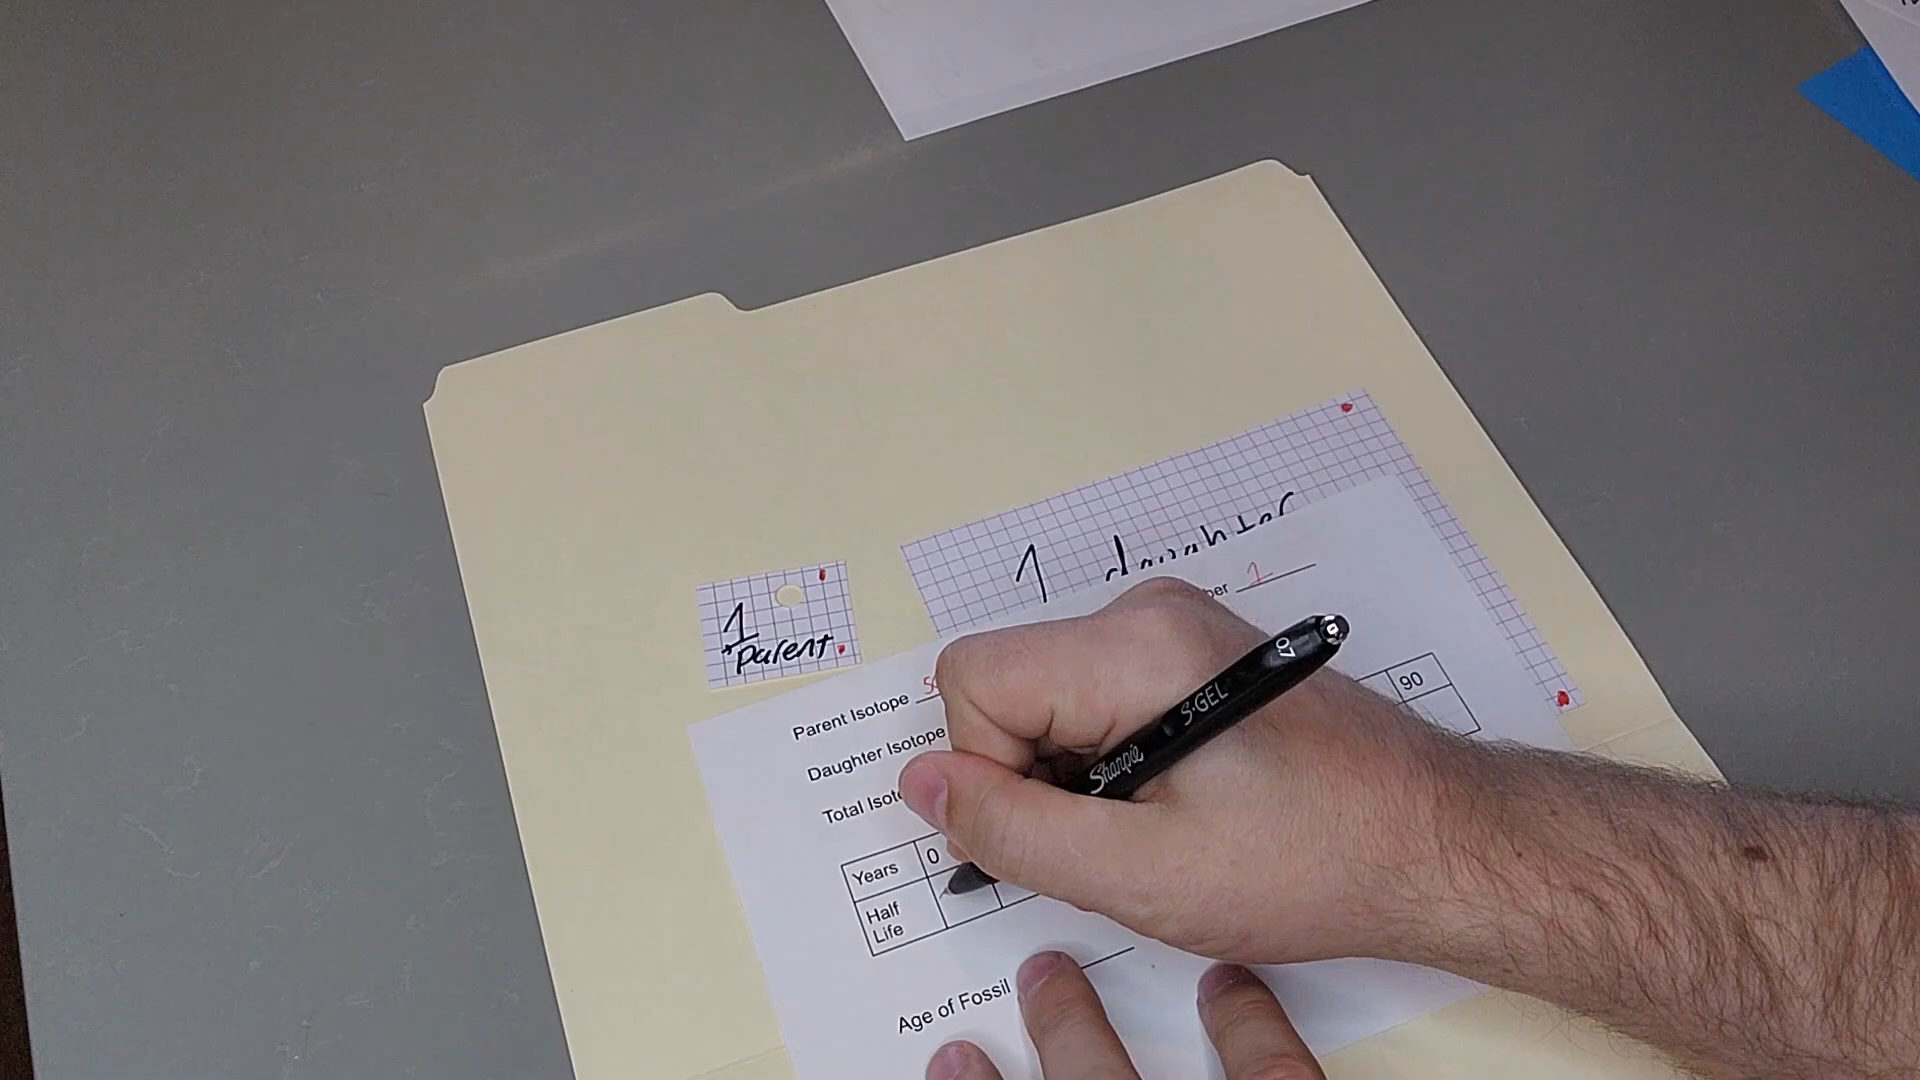 1 daughter
1
parent
1
Parent Isotope
Daughter Isotope
Total
Years 0 90
Half
Life
Age of Fossil
Sharpie S·GEL 0.7